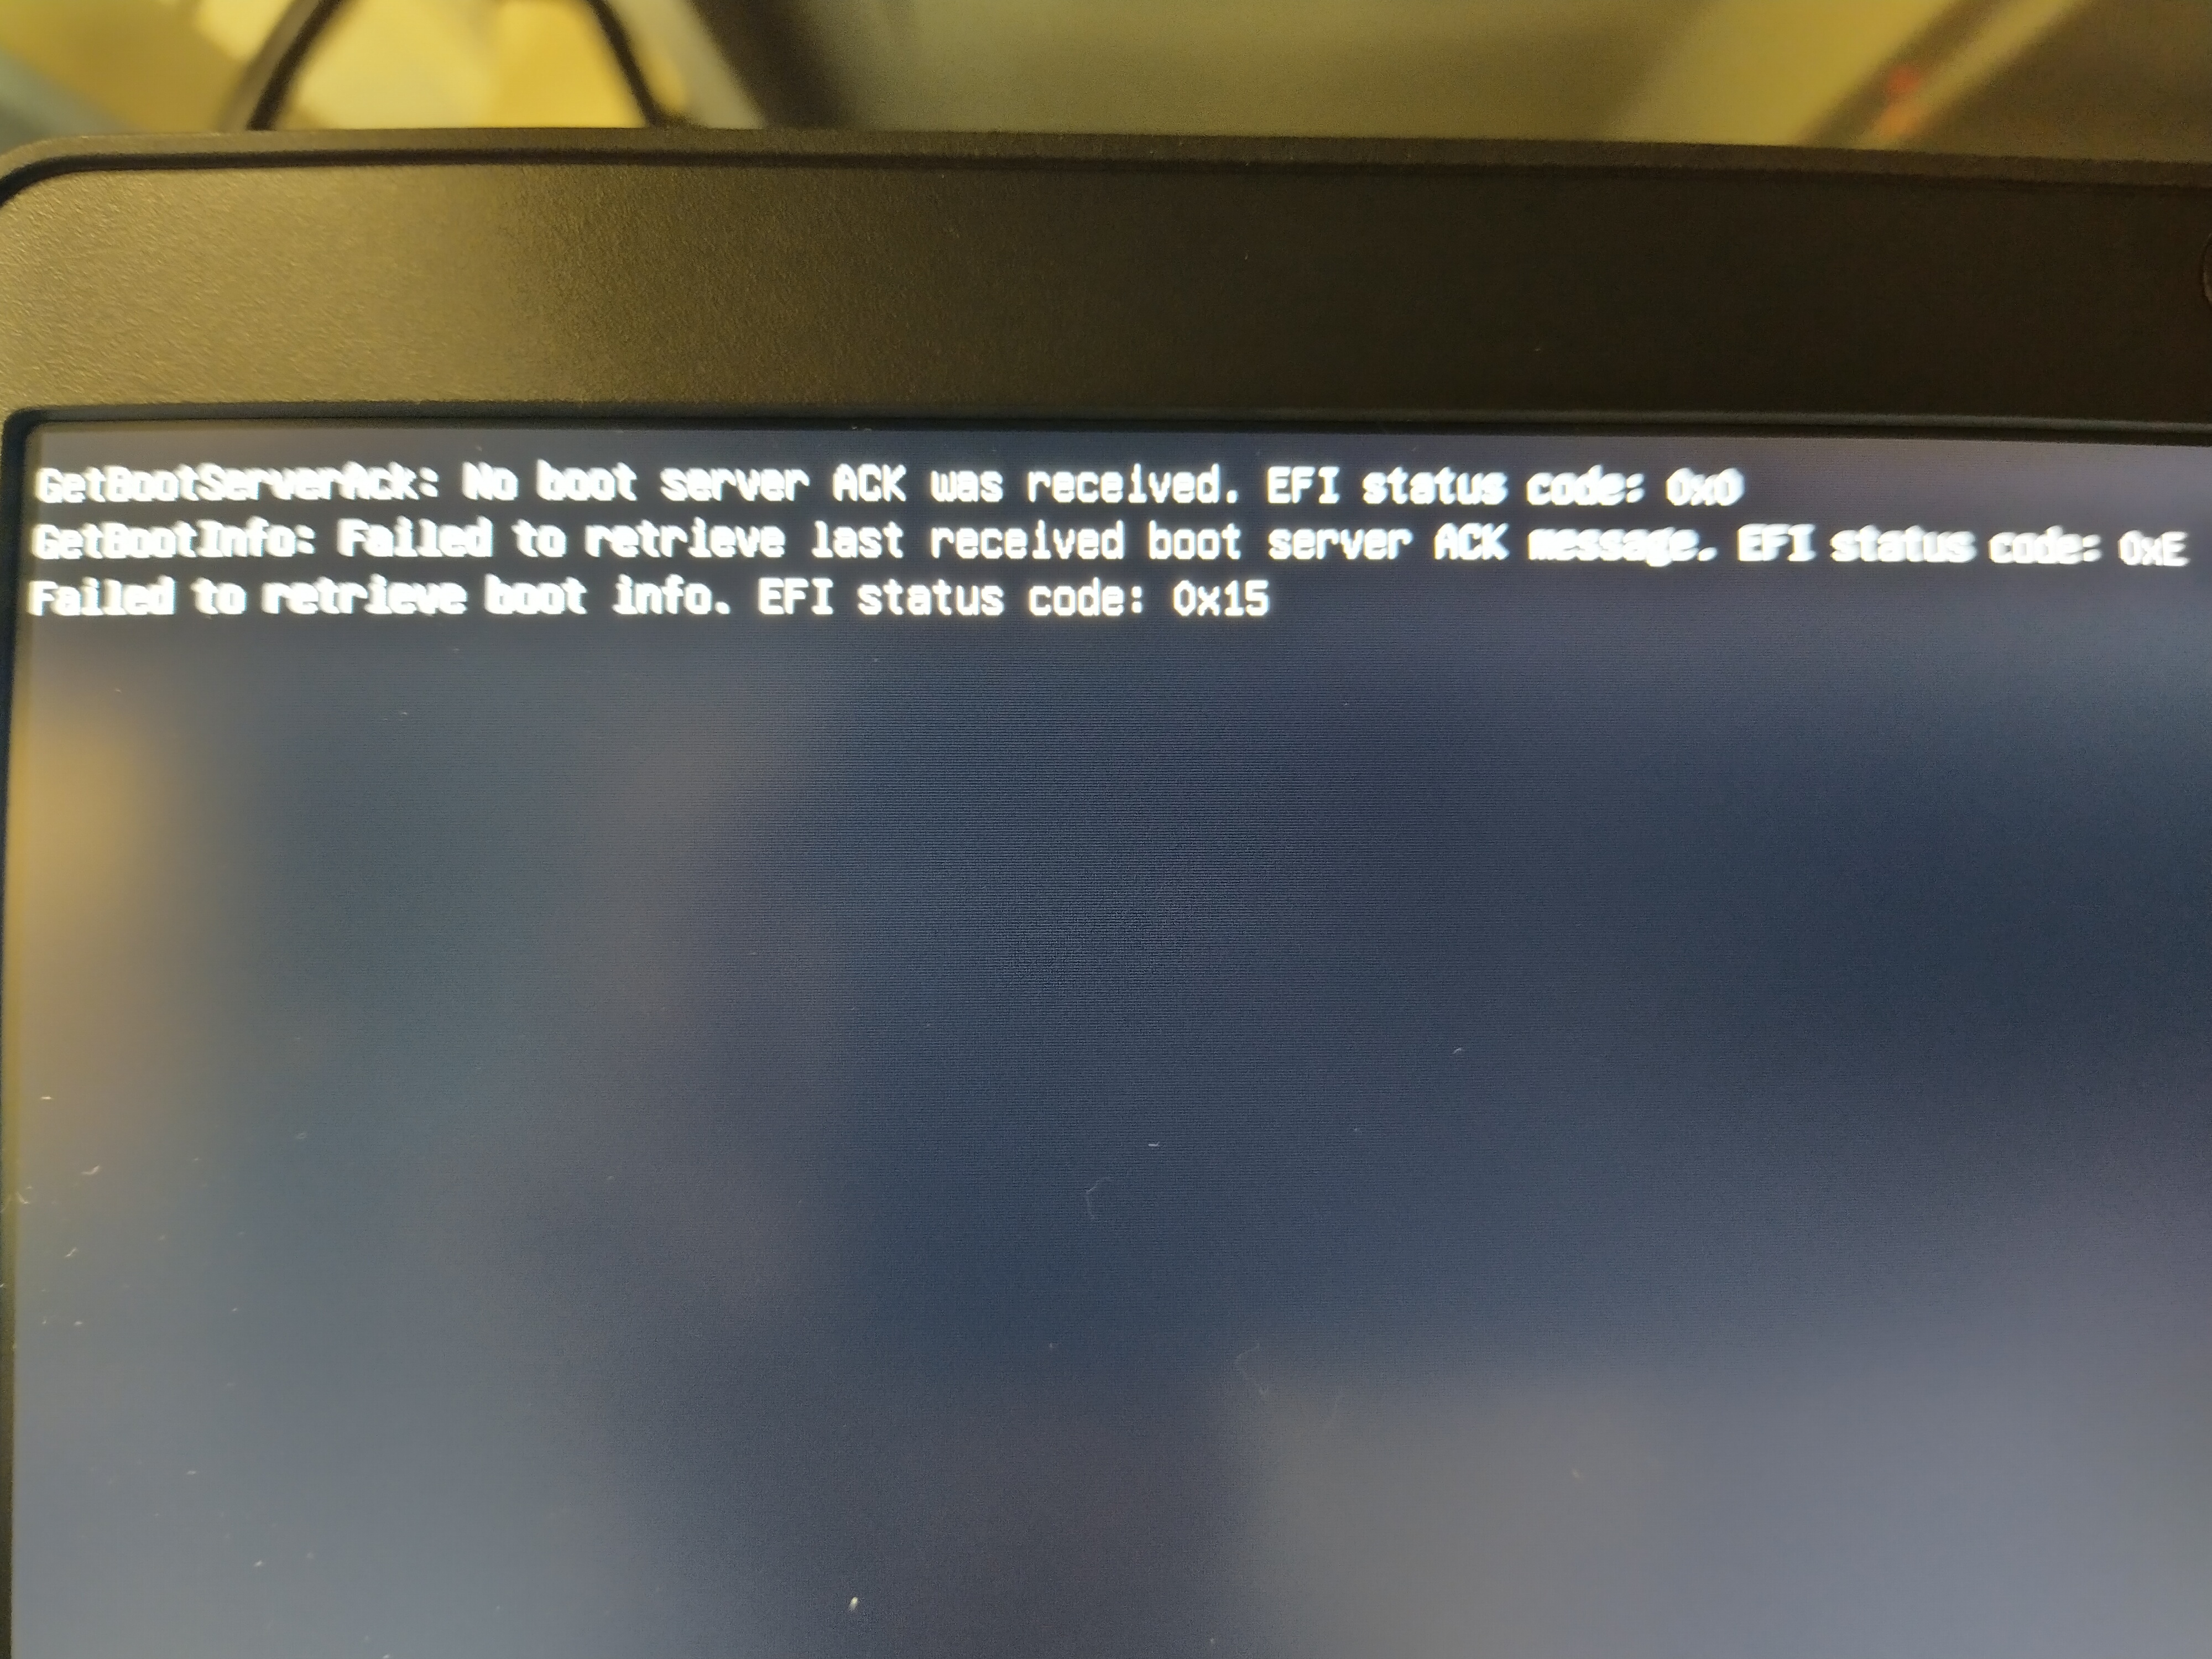 GetBootServerAck: No boot server ACK was received. EFI status code: 0x0
GetBootInfo: Failed to retrieve last received boot server ACK message. EFI status code: 0xE
Failed to retrieve boot info. EFI status code: 0x15